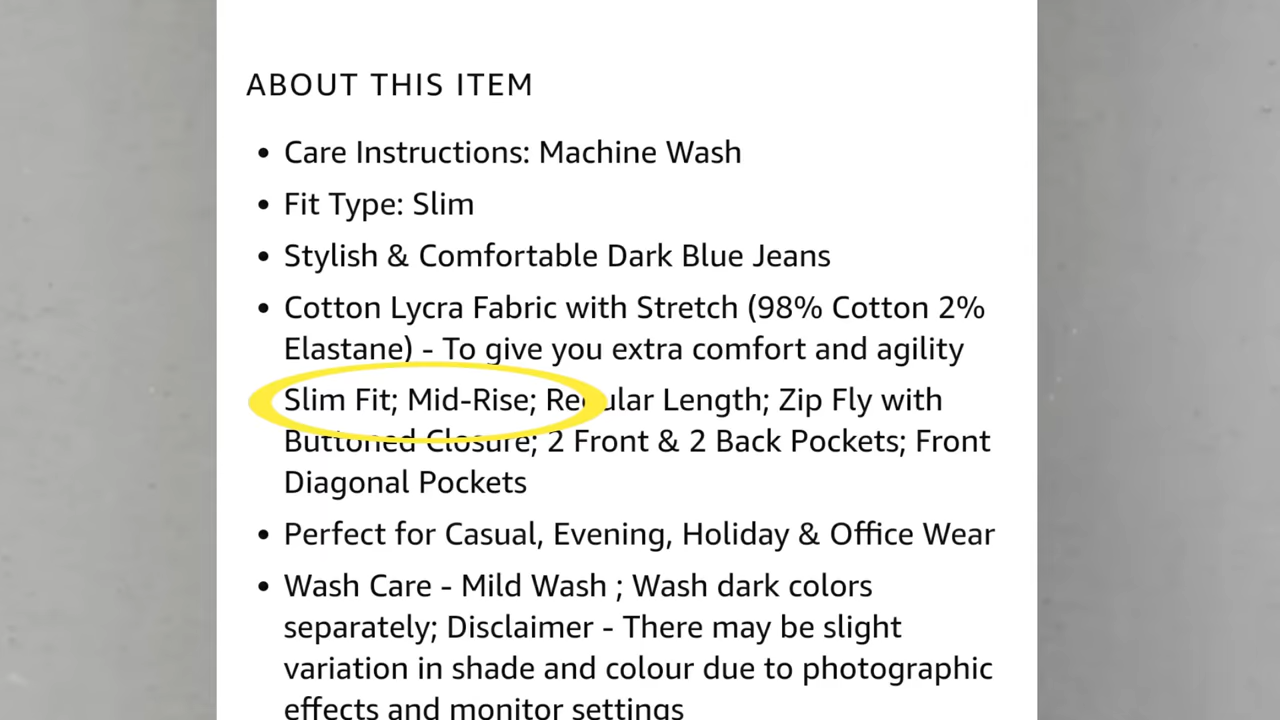 ABOUT THIS ITEM
• Care Instructions: Machine Wash
• Fit Type: Slim
• Stylish & Comfortable Dark Blue Jeans
• Cotton Lycra Fabric with Stretch (98% Cotton 2%
Elastane) - To give you extra comfort and agility
Slim Fit; Mid-Rise; Regular Length; Zip Fly with
Buttoned Closure; 2 Front & 2 Back Pockets; Front
Diagonal Pockets
• Perfect for Casual, Evening, Holiday & Office Wear
• Wash Care - Mild Wash ; Wash dark colors
separately; Disclaimer - There may be slight
variation in shade and colour due to photographic
effects and monitor settings